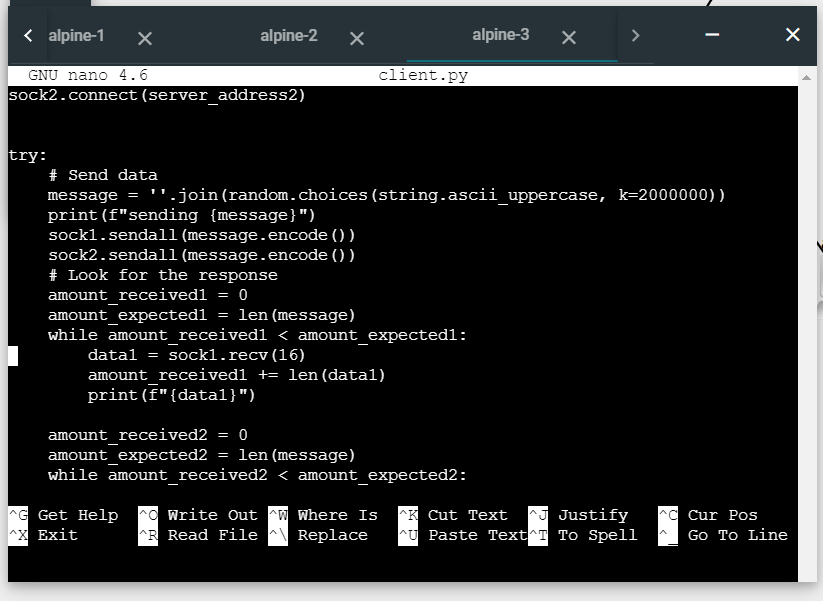 alpine-1
alpine-2
alpine-3
GNU nano 4.6 client.py
sock2.connect(server_address2)
try:
# Send data
message = ''.join(random.choices(string.ascii_uppercase, k=2000000))
print(f"sending {message}")
sock1.sendall(message.encode())
sock2.sendall(message.encode())
# Look for the response
amount_received1 = 0
amount_expected1 = len(message)
while amount_received1 < amount_expected1:
data1 = sock1.recv(16)
amount_received1 += len(data1)
print(f"{data1}")
amount_received2 = 0
amount_expected2 = len(message)
while amount_received2 < amount_expected2:
^G Get Help ^O Write Out ^W Where Is ^K Cut Text ^J Justify ^C Cur Pos
^X Exit ^R Read File ^\ Replace ^U Paste Text ^T To Spell ^_ Go To Line